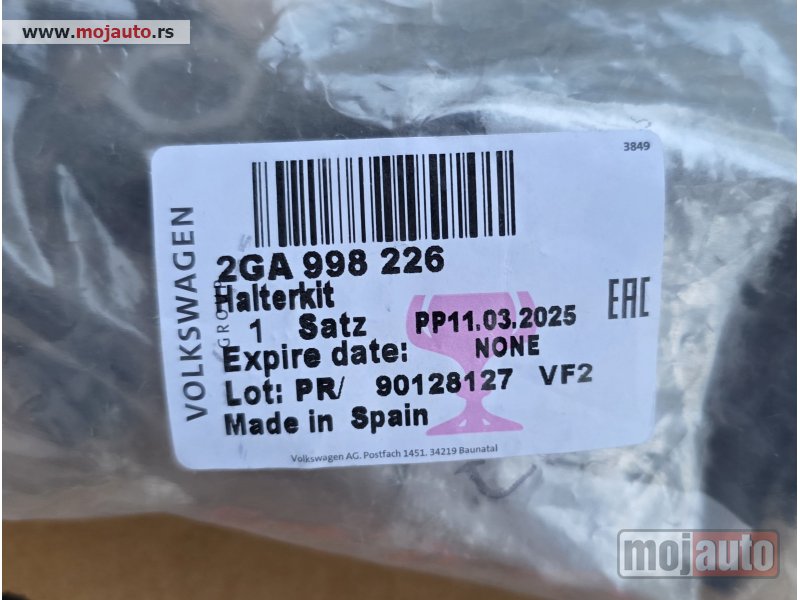 www.mojauto.rs
3849
VOLKSWAGEN
GROUP
2GA 998 226
Halterkit
1 Satz PP11.03.2025
Expire date: NONE
Lot: PR/ 90128127 VF2
Made in Spain
EAC
Volkswagen AG. Postfach 1451. 34219 Baunatal
mojauto